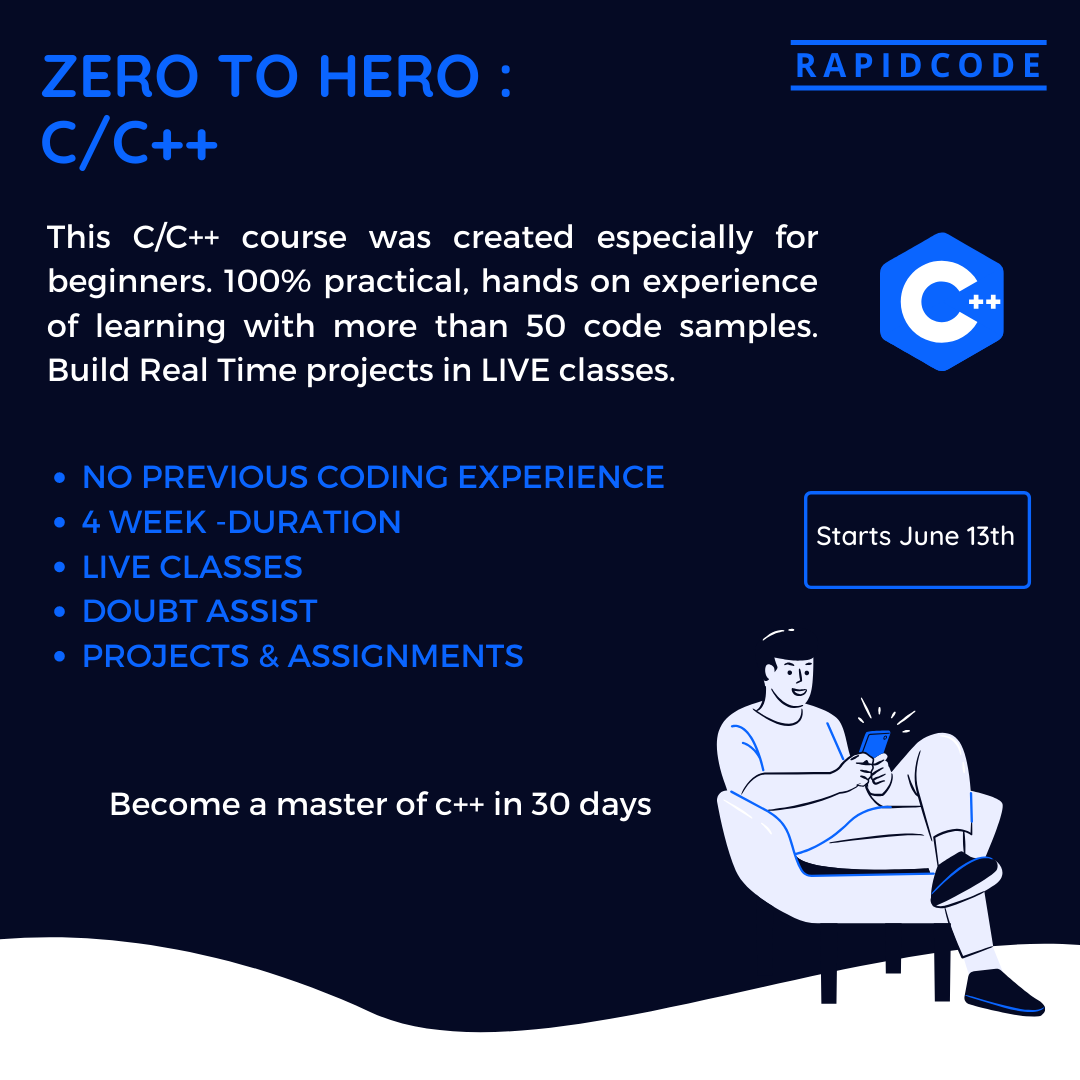 ZERO TO HERO :
C/C++
RAPIDCODE
This C/C++ course was created especially for
beginners. 100% practical, hands on experience
of learning with more than 50 code samples.
Build Real Time projects in LIVE classes.
C++
NO PREVIOUS CODING EXPERIENCE
4 WEEK -DURATION
LIVE CLASSES
DOUBT ASSIST
PROJECTS & ASSIGNMENTS
Starts June 13th
Become a master of c++ in 30 days